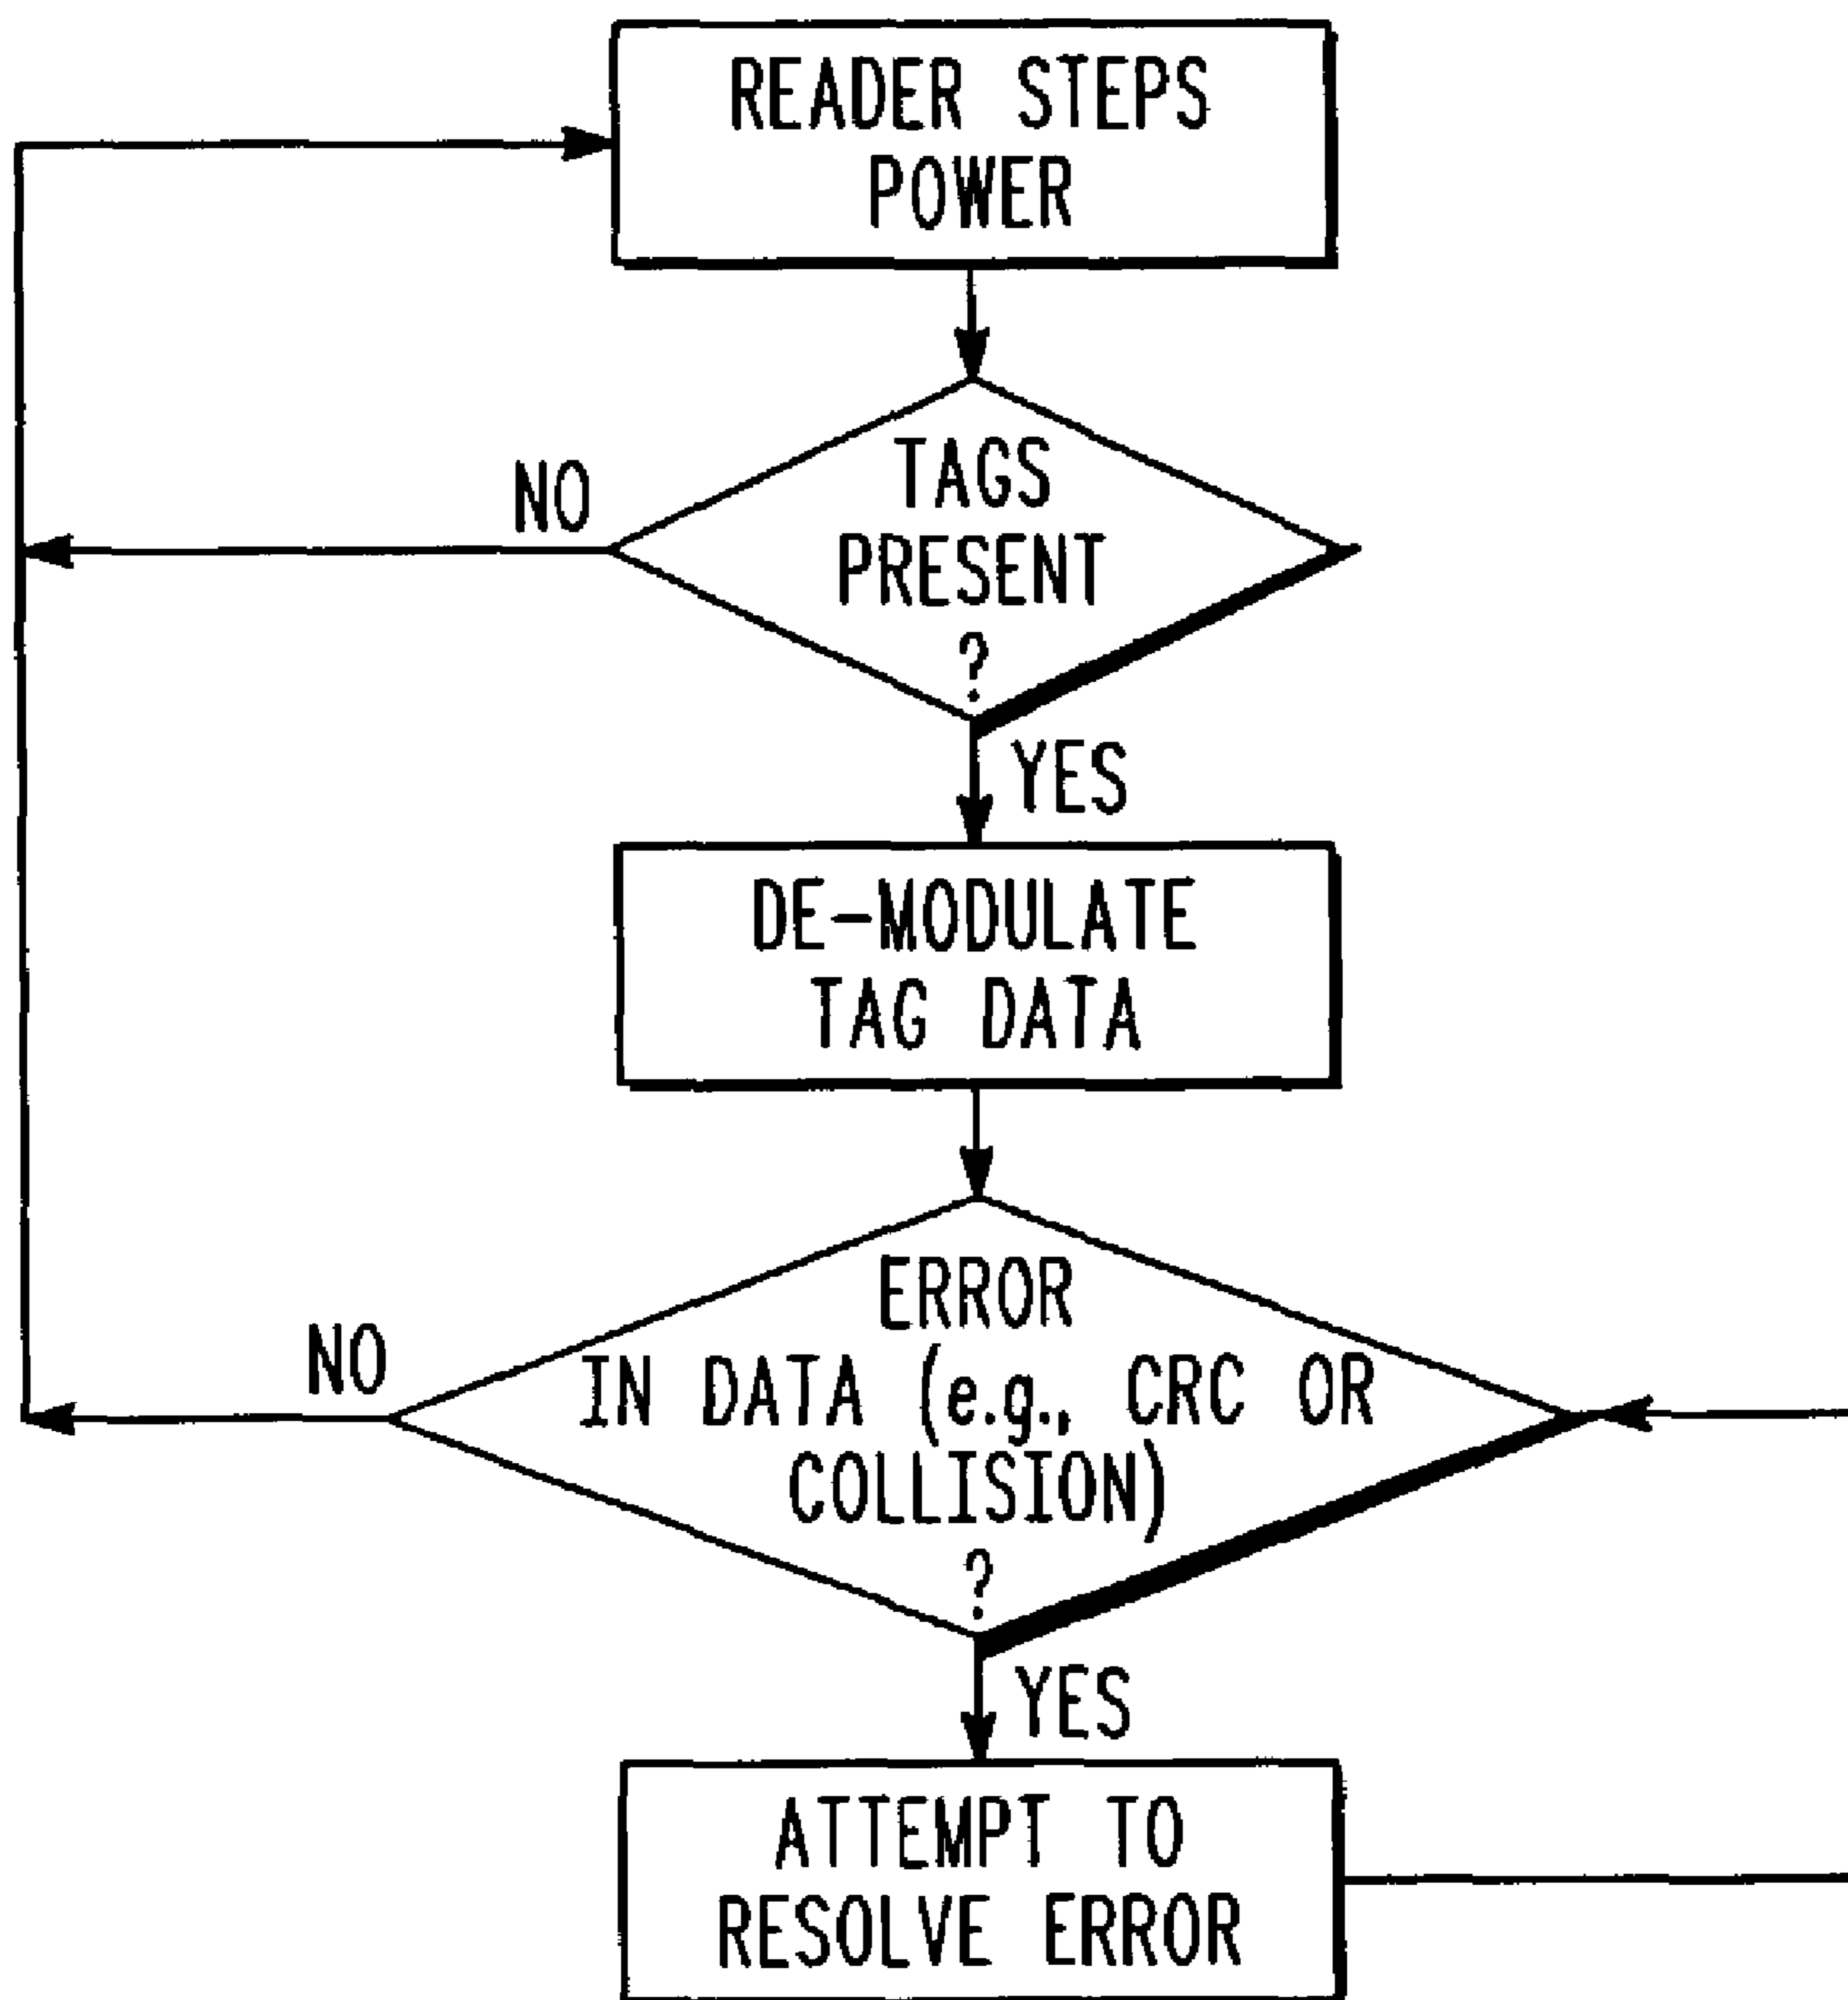 READER STEPS
POWER
TAGS
PRESENT
?
NO
YES
DE-MODULATE
TAG DATA
ERROR
IN DATA (e.g., CRC OR
COLLISION)
?
NO
YES
ATTEMPT TO
RESOLVE ERROR